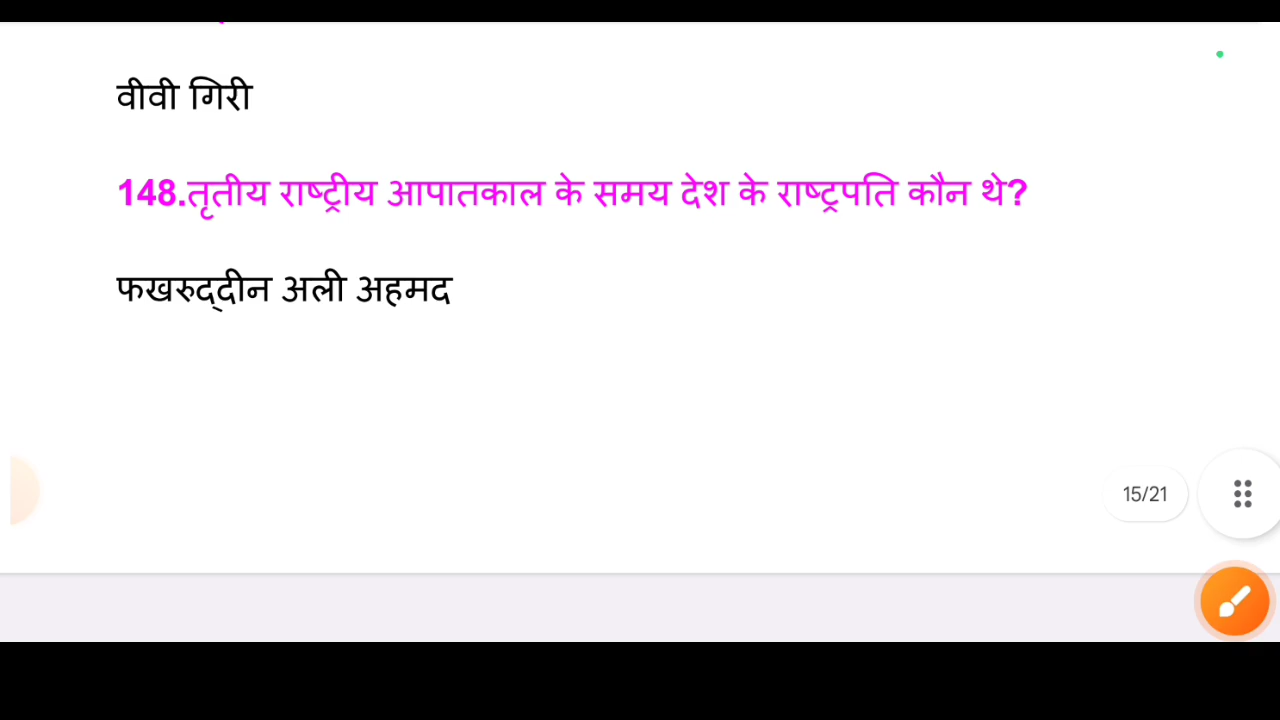 वीवी गिरी
148.तृतीय राष्ट्रीय आपातकाल के समय देश के राष्ट्रपति कौन थे?
फखरुद्दीन अली अहमद
15/21